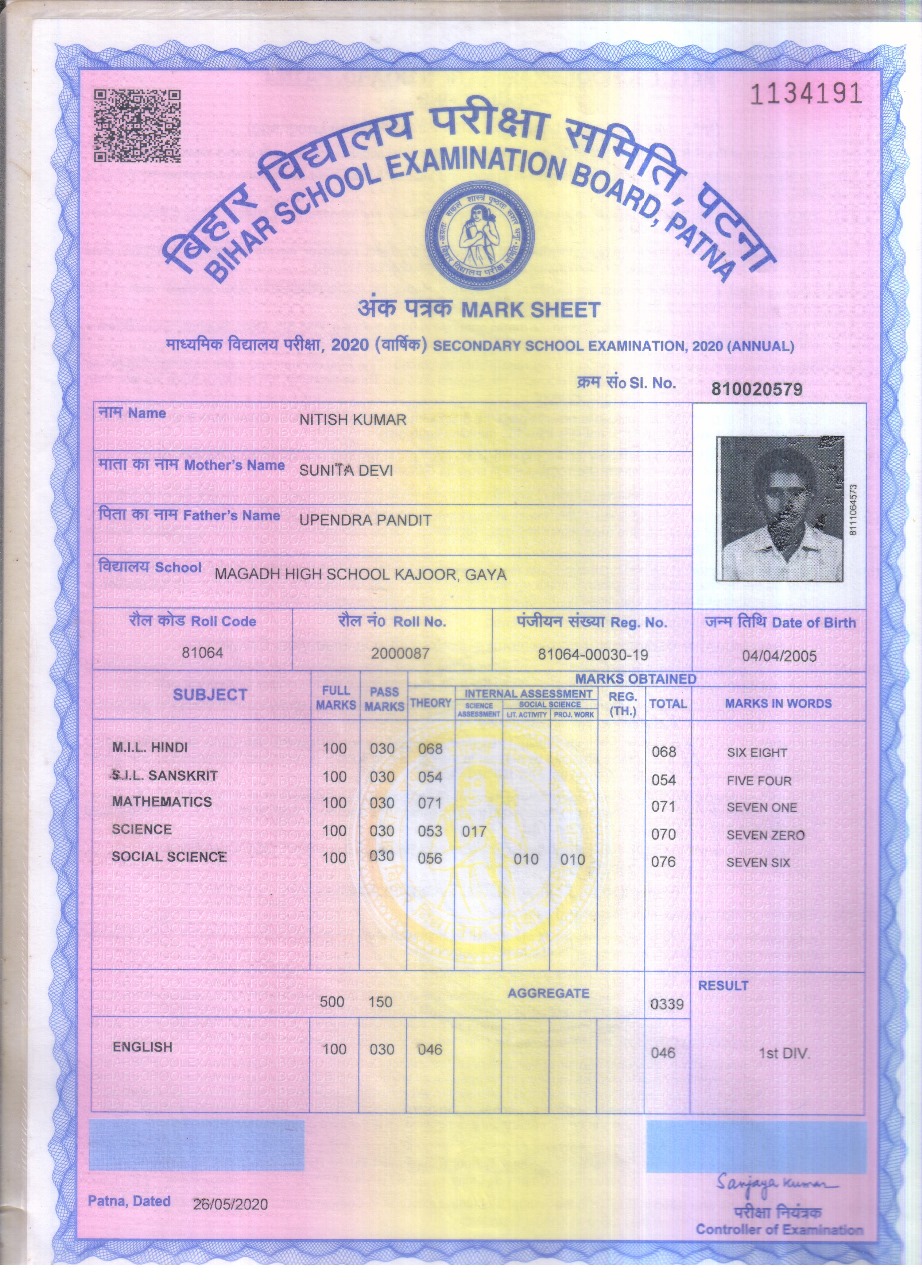 1134191
बिहार विद्यालय परीक्षा समिति, पटना
BIHAR SCHOOL EXAMINATION BOARD, PATNA
अंक पत्रक MARK SHEET
माध्यमिक विद्यालय परीक्षा, 2020 (वार्षिक) SECONDARY SCHOOL EXAMINATION, 2020 (ANNUAL)
क्रम सं० Sl. No. 810020579
नाम Name NITISH KUMAR
माता का नाम Mother's Name SUNITA DEVI
पिता का नाम Father's Name UPENDRA PANDIT
8111064573
विद्यालय School MAGADH HIGH SCHOOL KAJOOR, GAYA
रौल कोड Roll Code रौल नं0 Roll No. पंजीयन संख्या Reg. No. जन्म तिथि Date of Birth
81064 2000087 81064-00030-19 04/04/2005
MARKS OBTAINED
SUBJECT FULL MARKS PASS MARKS THEORY INTERNAL ASSESSMENT REG. (TH.) TOTAL MARKS IN WORDS
SCIENCE ASSESSMENT SOCIAL SCIENCE
LIT. ACTIVITY PROJ. WORK
M.I.L. HINDI 100 030 068 068 SIX EIGHT
S.I.L. SANSKRIT 100 030 054 054 FIVE FOUR
MATHEMATICS 100 030 071 071 SEVEN ONE
SCIENCE 100 030 053 017 070 SEVEN ZERO
SOCIAL SCIENCE 100 030 056 010 010 076 SEVEN SIX
500 150 AGGREGATE 0339 RESULT
ENGLISH 100 030 046 046 1st DIV.
Patna, Dated 26/05/2020
Sanjaya Kumar
परीक्षा नियंत्रक
Controller of Examination